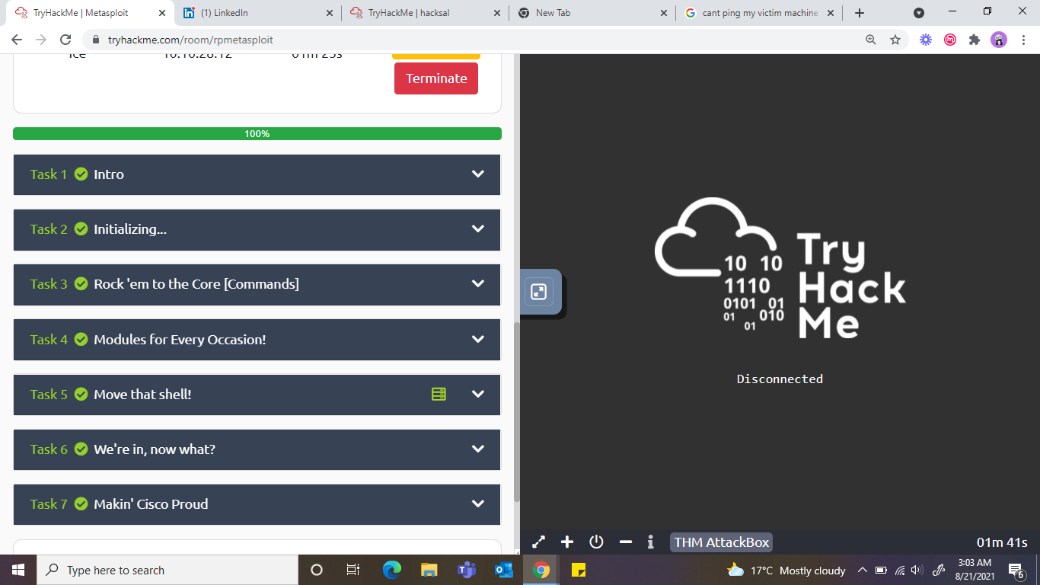 TryHackMe | Metasploit
(1) LinkedIn
TryHackMe | hacksal
New Tab
cant ping my victim machine
tryhackme.com/room/rpmetasploit
Ice
Terminate
100%
Task 1 Intro
Task 2 Initializing...
Task 3 Rock 'em to the Core [Commands]
Task 4 Modules for Every Occasion!
Task 5 Move that shell!
Task 6 We're in, now what?
Task 7 Makin' Cisco Proud
10 10
1110
0101 01
01 010
01
Try
Hack
Me
Disconnected
THM AttackBox
01m 41s
Type here to search
17°C Mostly cloudy
3:03 AM
8/21/2021
6